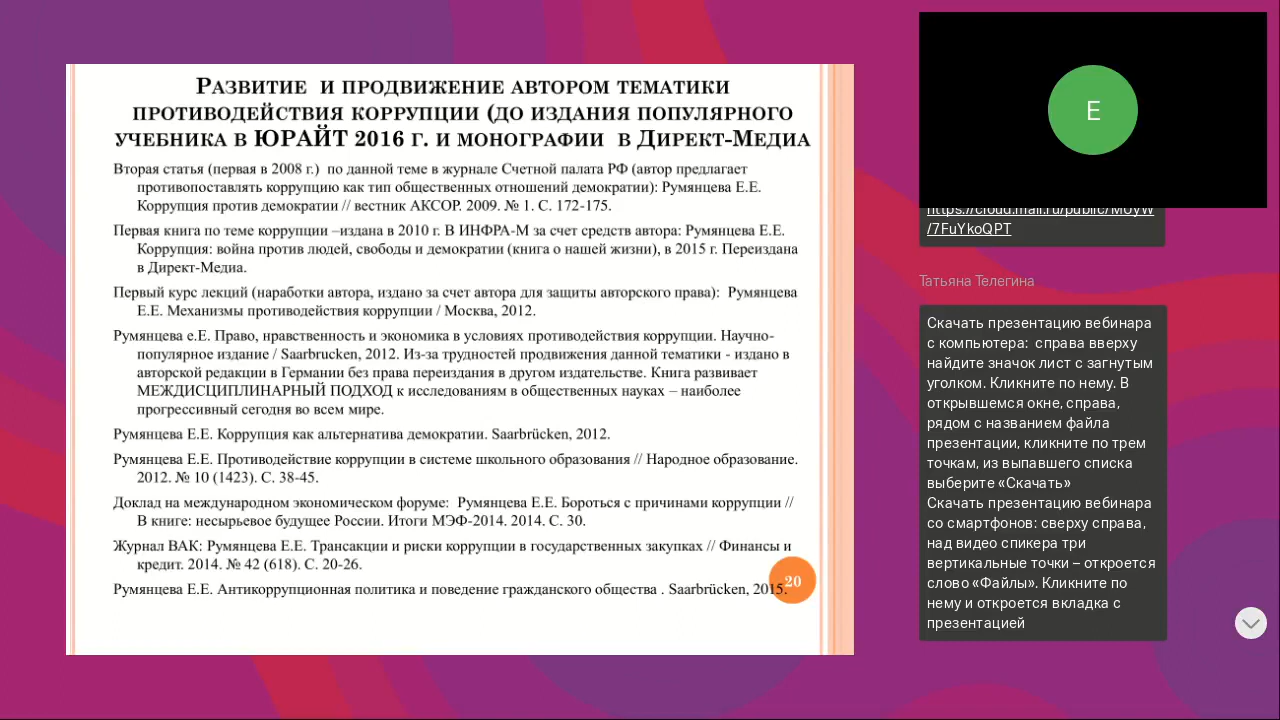 Развитие и продвижение автором тематики
противодействия коррупции (до издания популярного
учебника в ЮРАЙТ 2016 г. и монографии в Директ-Медиа
Вторая статья (первая в 2008 г.) по данной теме в журнале Счетной палата РФ (автор предлагает
противопоставлять коррупцию как тип общественных отношений демократии): Румянцева Е.Е.
Коррупция против демократии // вестник АКСОР. 2009. № 1. С. 172-175.
Первая книга по теме коррупции –издана в 2010 г. В ИНФРА-М за счет средств автора: Румянцева Е.Е.
Коррупция: война против людей, свободы и демократии (книга о нашей жизни), в 2015 г. Переиздана
в Директ-Медиа.
Первый курс лекций (наработки автора, издано за счет автора для защиты авторского права): Румянцева
Е.Е. Механизмы противодействия коррупции / Москва, 2012.
Румянцева е.Е. Право, нравственность и экономика в условиях противодействия коррупции. Научно-
популярное издание / Saarbrucken, 2012. Из-за трудностей продвижения данной тематики - издано в
авторской редакции в Германии без права переиздания в другом издательстве. Книга развивает
МЕЖДИСЦИПЛИНАРНЫЙ ПОДХОД к исследованиям в общественных науках – наиболее
прогрессивный сегодня во всем мире.
Румянцева Е.Е. Коррупция как альтернатива демократии. Saarbrücken, 2012.
Румянцева Е.Е. Противодействие коррупции в системе школьного образования // Народное образование.
2012. № 10 (1423). С. 38-45.
Доклад на международном экономическом форуме: Румянцева Е.Е. Бороться с причинами коррупции //
В книге: несырьевое будущее России. Итоги МЭФ-2014. 2014. С. 30.
Журнал ВАК: Румянцева Е.Е. Трансакции и риски коррупции в государственных закупках // Финансы и
кредит. 2014. № 42 (618). С. 20-26.
Румянцева Е.Е. Антикоррупционная политика и поведение гражданского общества . Saarbrücken, 2015.
20
Е
https://cloud.mail.ru/public/MUyW
/7FuYkoQPT
Татьяна Телегина
Скачать презентацию вебинара
с компьютера: справа вверху
найдите значок лист с загнутым
уголком. Кликните по нему. В
открывшемся окне, справа,
рядом с названием файла
презентации, кликните по трем
точкам, из выпавшего списка
выберите «Скачать»
Скачать презентацию вебинара
со смартфонов: сверху справа,
над видео спикера три
вертикальные точки – откроется
слово «Файлы». Кликните по
нему и откроется вкладка с
презентацией